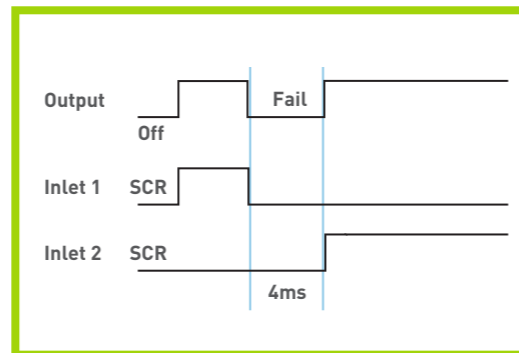 Output Fail
Off
Inlet 1 SCR
Inlet 2 SCR
4ms